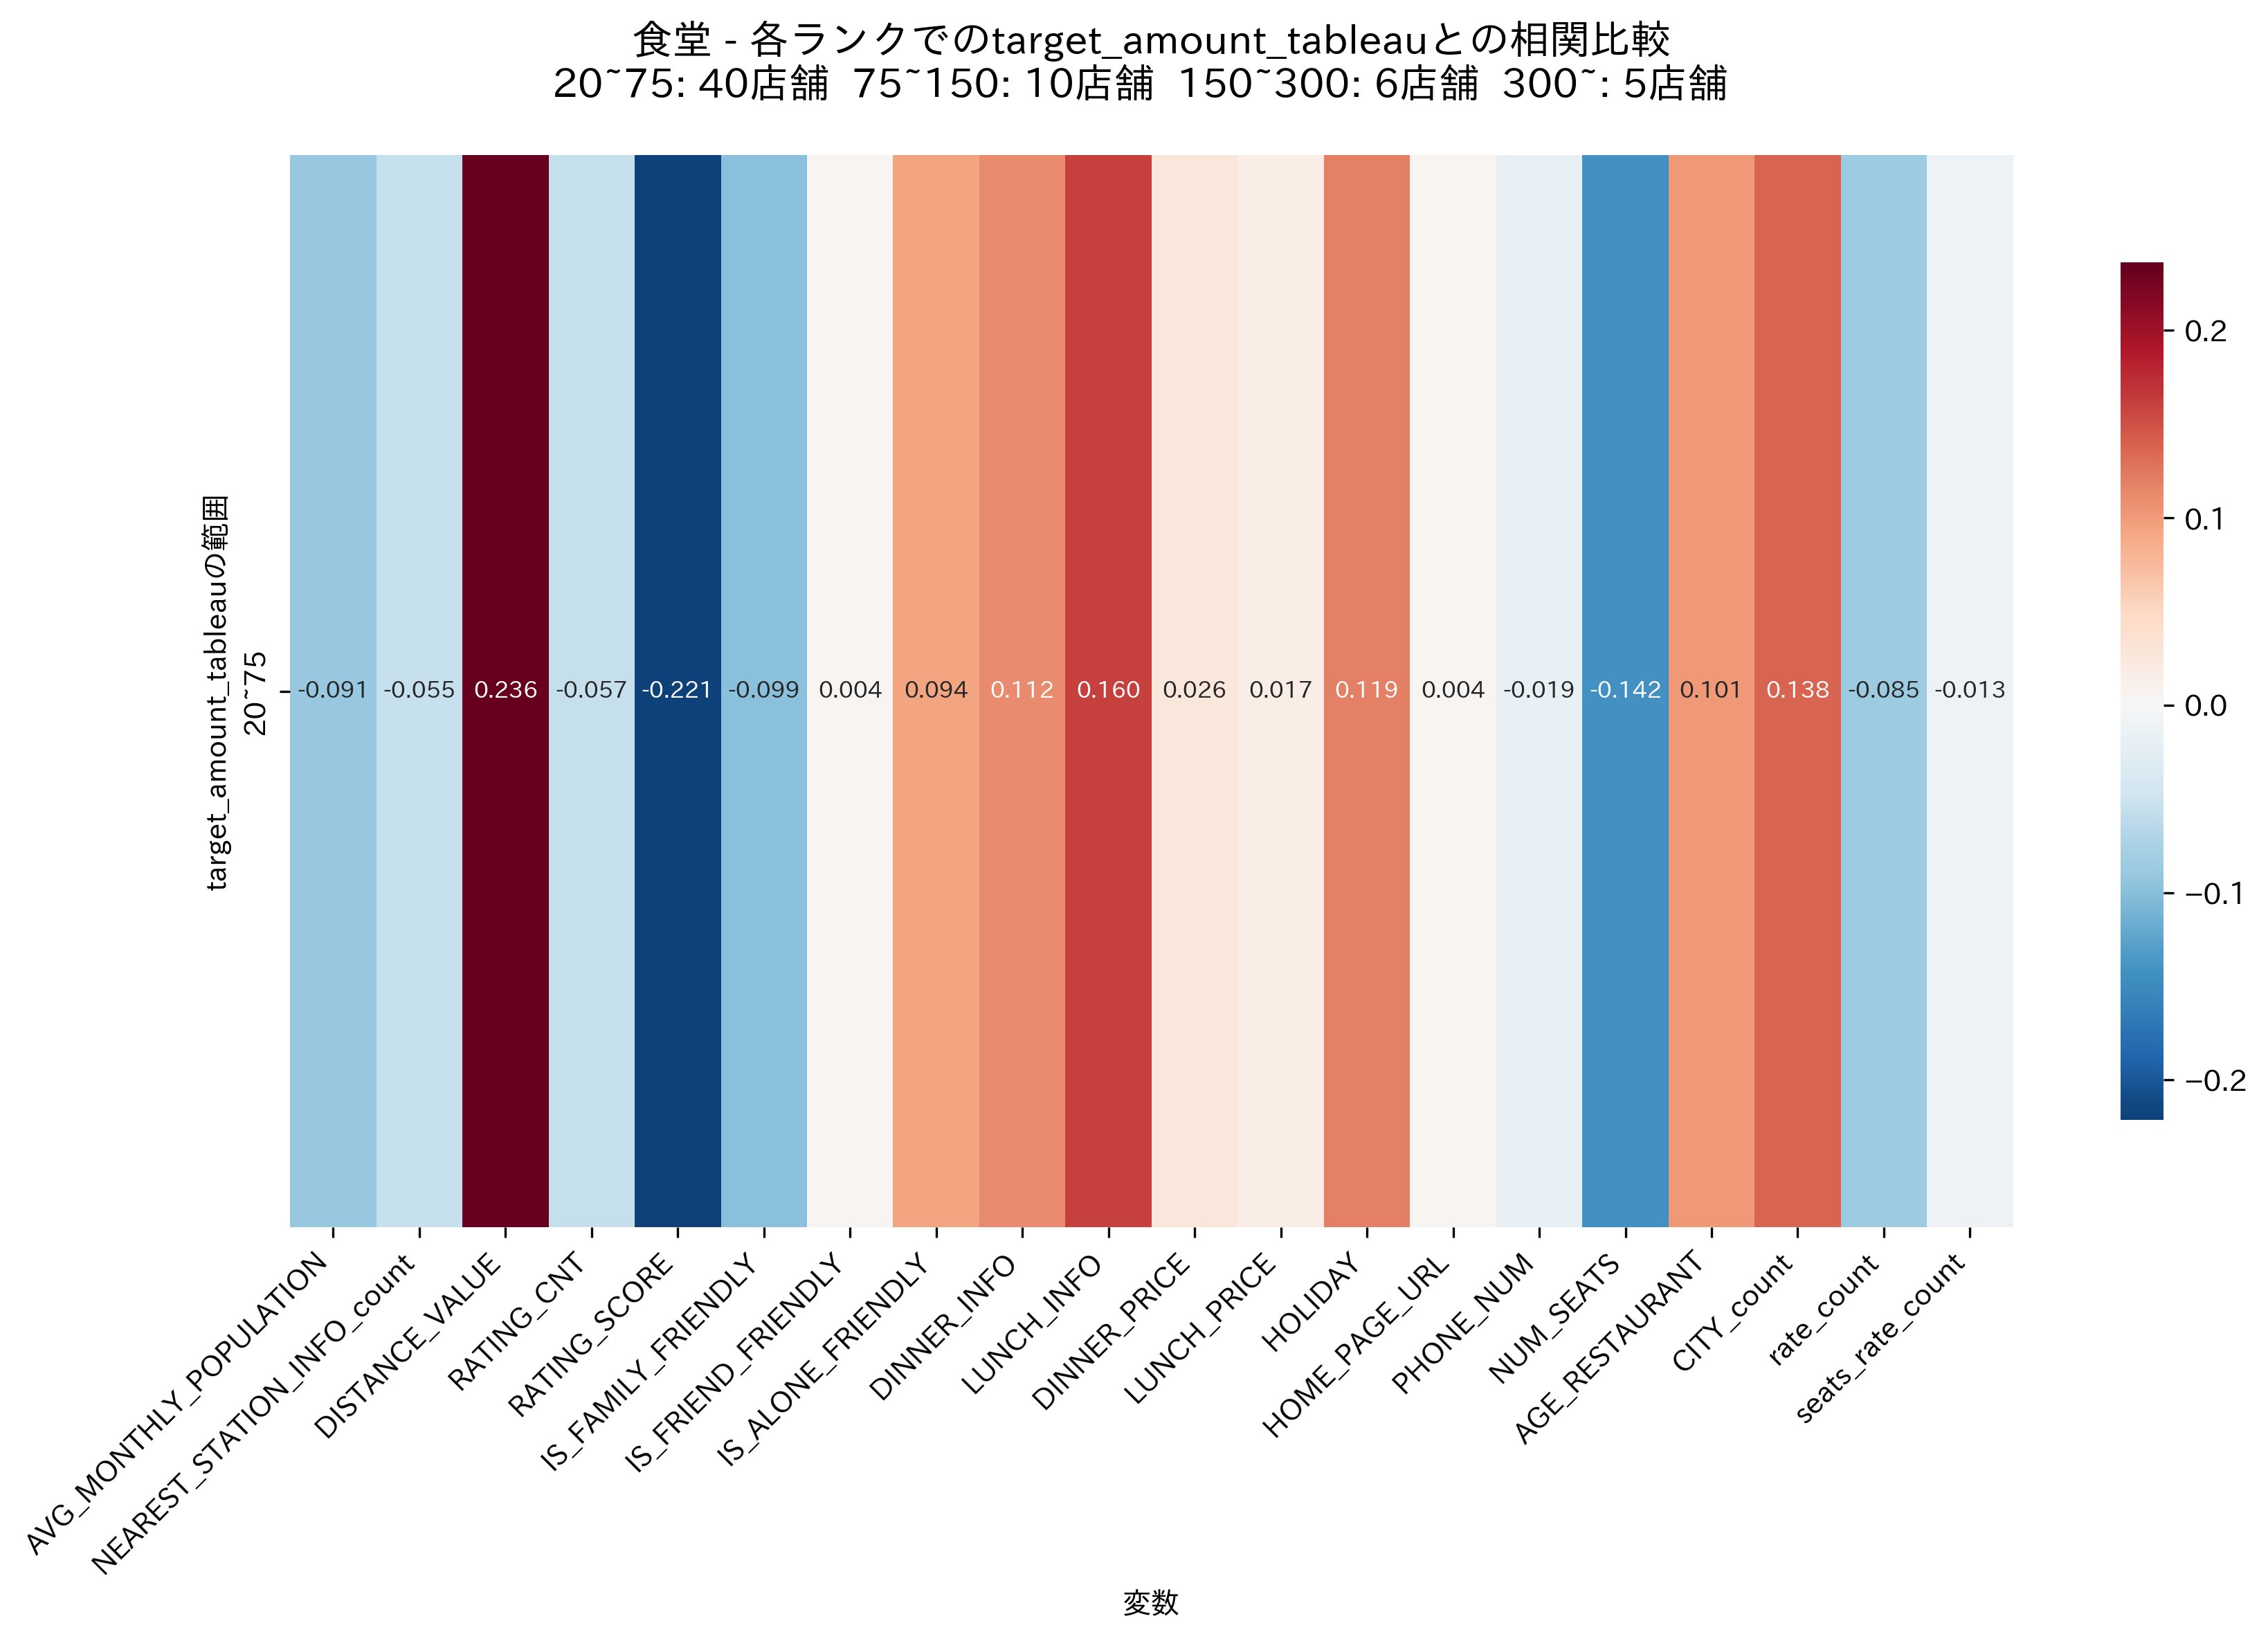 食堂 - 各ランクでのtarget_amount_tableauとの相関比較
20~75: 40店舗 75~150: 10店舗 150~300: 6店舗 300~: 5店舗
target_amount_tableauの範囲
20~75
-0.091 -0.055 0.236 -0.057 -0.221 -0.099 0.004 0.094 0.112 0.160 0.026 0.017 0.119 0.004 -0.019 -0.142 0.101 0.138 -0.085 -0.013
0.2
0.1
0.0
−0.1
−0.2
AVG_MONTHLY_POPULATION
NEAREST_STATION_INFO_count
DISTANCE_VALUE
RATING_CNT
RATING_SCORE
IS_FAMILY_FRIENDLY
IS_FRIEND_FRIENDLY
IS_ALONE_FRIENDLY
DINNER_INFO
LUNCH_INFO
DINNER_PRICE
LUNCH_PRICE
HOLIDAY
HOME_PAGE_URL
PHONE_NUM
NUM_SEATS
AGE_RESTAURANT
CITY_count
rate_count
seats_rate_count
変数